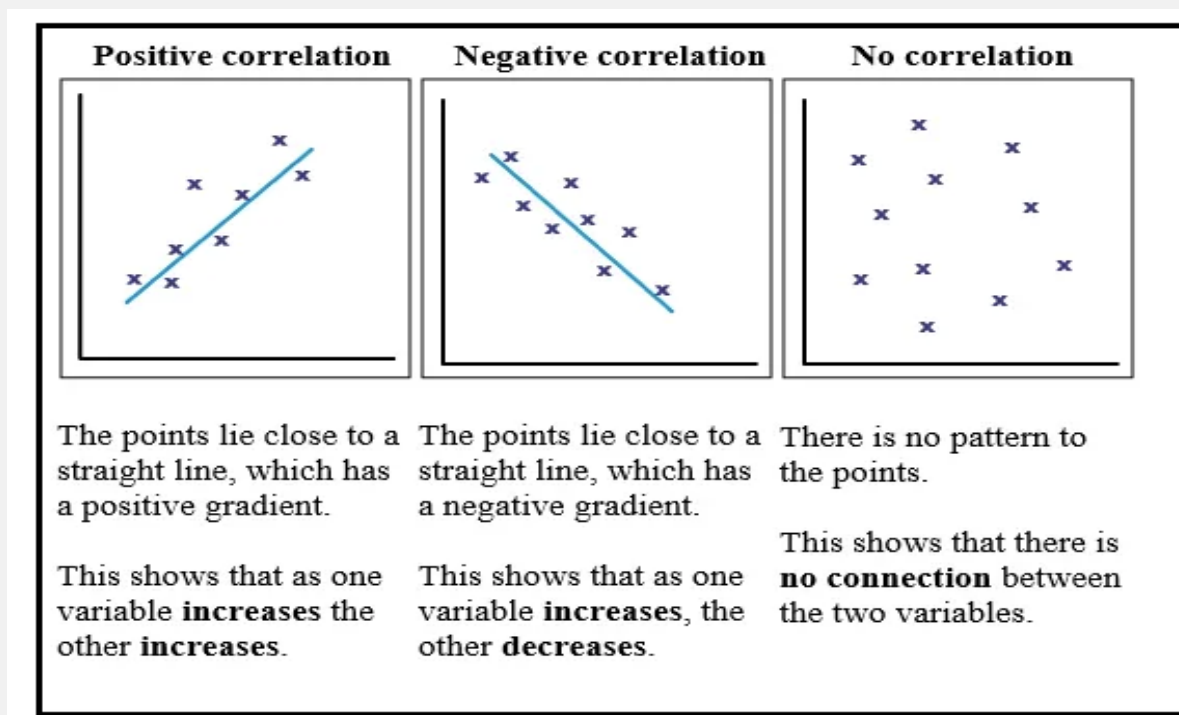 Positive correlation
Negative correlation
No correlation
The points lie close to a
straight line, which has
a positive gradient.
This shows that as one
variable increases the
other increases.
The points lie close to a
straight line, which has
a negative gradient.
This shows that as one
variable increases, the
other decreases.
There is no pattern to
the points.
This shows that there is
no connection between
the two variables.